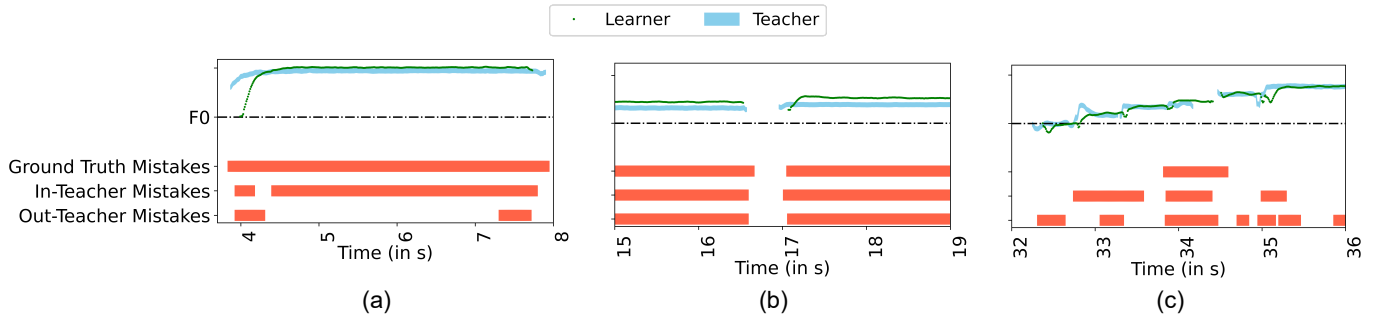 Learner Teacher
F0
Ground Truth Mistakes
In-Teacher Mistakes
Out-Teacher Mistakes
4 5 6 7 8
Time (in s)
(a)
15 16 17 18 19
Time (in s)
(b)
32 33 34 35 36
Time (in s)
(c)